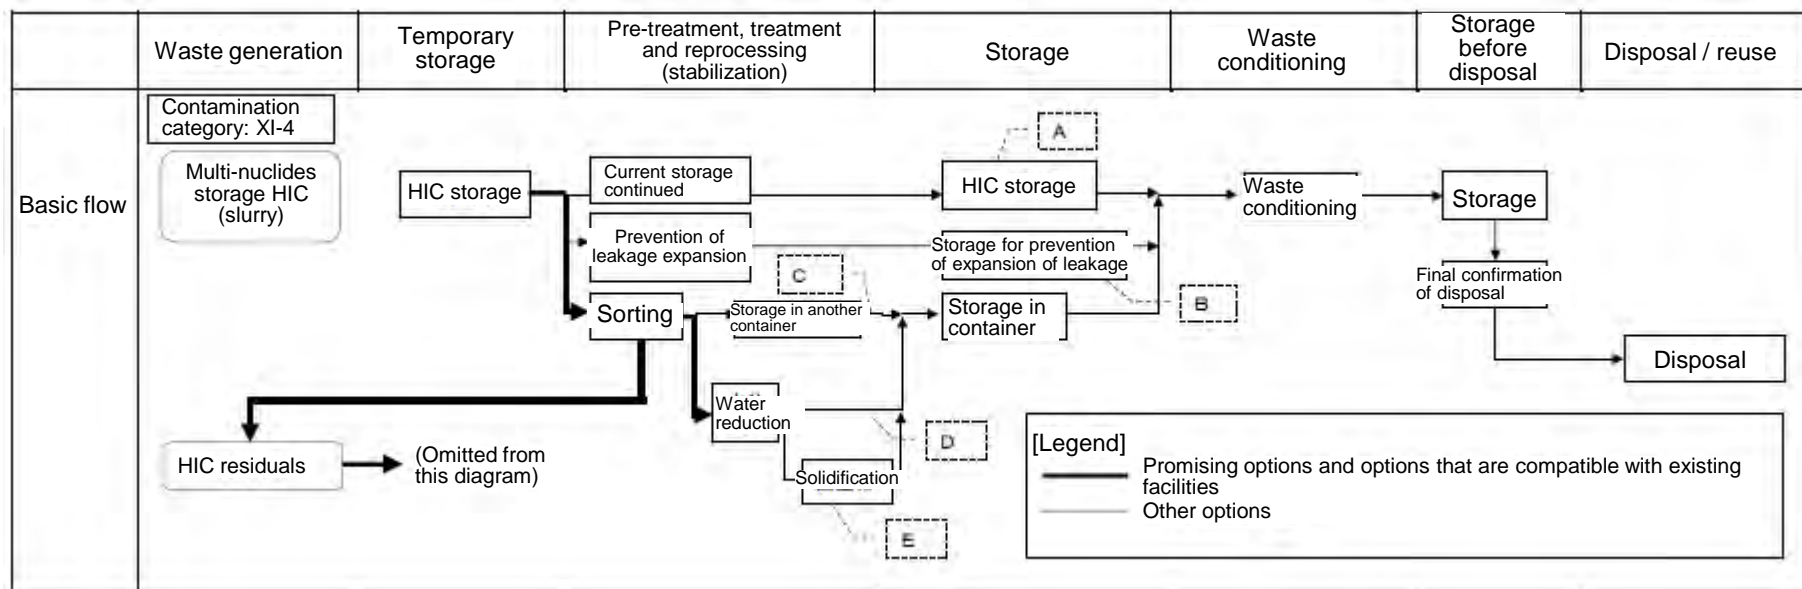 Waste generation
Temporary
storage
Pre-treatment, treatment
and reprocessing
(stabilization)
Storage
Waste
conditioning
Storage
before
disposal
Disposal / reuse
Basic flow
Contamination
category: XI-4
Multi-nuclides
storage HIC
(slurry)
HIC storage
Current storage
continued
HIC storage
A
Waste
conditioning
Storage
Prevention of
leakage expansion
Storage for prevention
of expansion of leakage
B
C
Final confirmation
of disposal
Sorting
Storage in another
container
Storage in
container
Disposal
Water
reduction
D
Solidification
E
HIC residuals
(Omitted from
this diagram)
[Legend]
Promising options and options that are compatible with existing
facilities
Other options